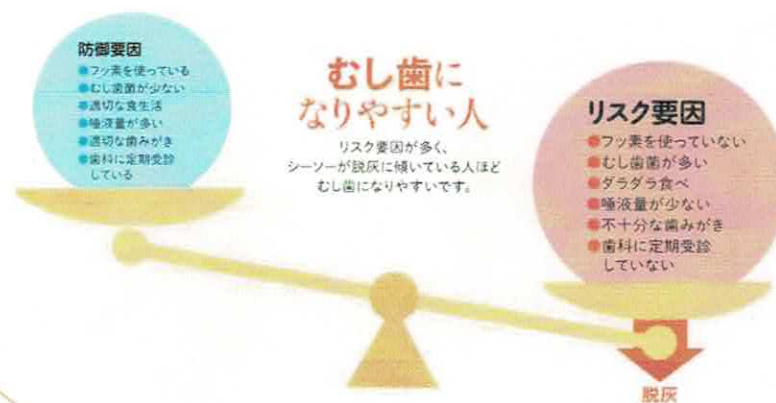 防御要因
●フッ素を使っている
●むし歯菌が少ない
●適切な食生活
●唾液量が多い
●適切な歯みがき
●歯科に定期受診
している
むし歯に
なりやすい人
リスク要因が多く、
シーソーが脱灰に傾いている人ほど
むし歯になりやすいです。
リスク要因
●フッ素を使っていない
●むし歯菌が多い
●ダラダラ食べ
●唾液量が少ない
●不十分な歯みがき
●歯科に定期受診
していない
脱灰